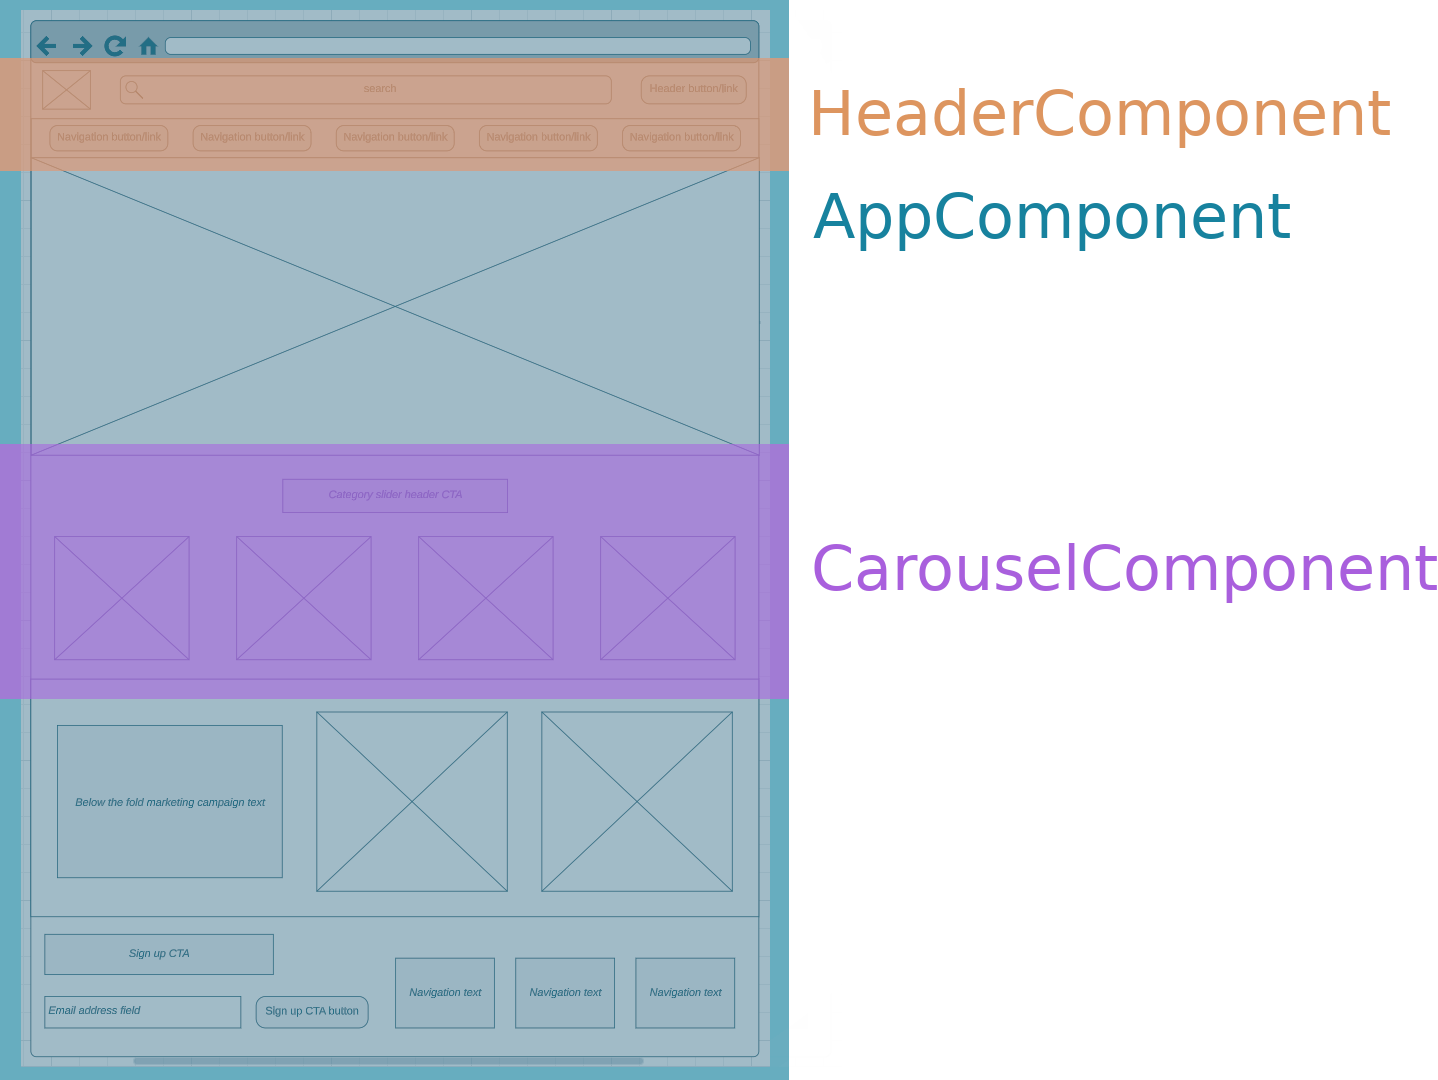 search
Header button/link
HeaderComponent
Navigation button/link
Navigation button/link
Navigation button/link
Navigation button/link
Navigation button/link
AppComponent
Category slider header CTA
CarouselComponent
Below the fold marketing campaign text
Sign up CTA
Email address field
Sign up CTA button
Navigation text
Navigation text
Navigation text